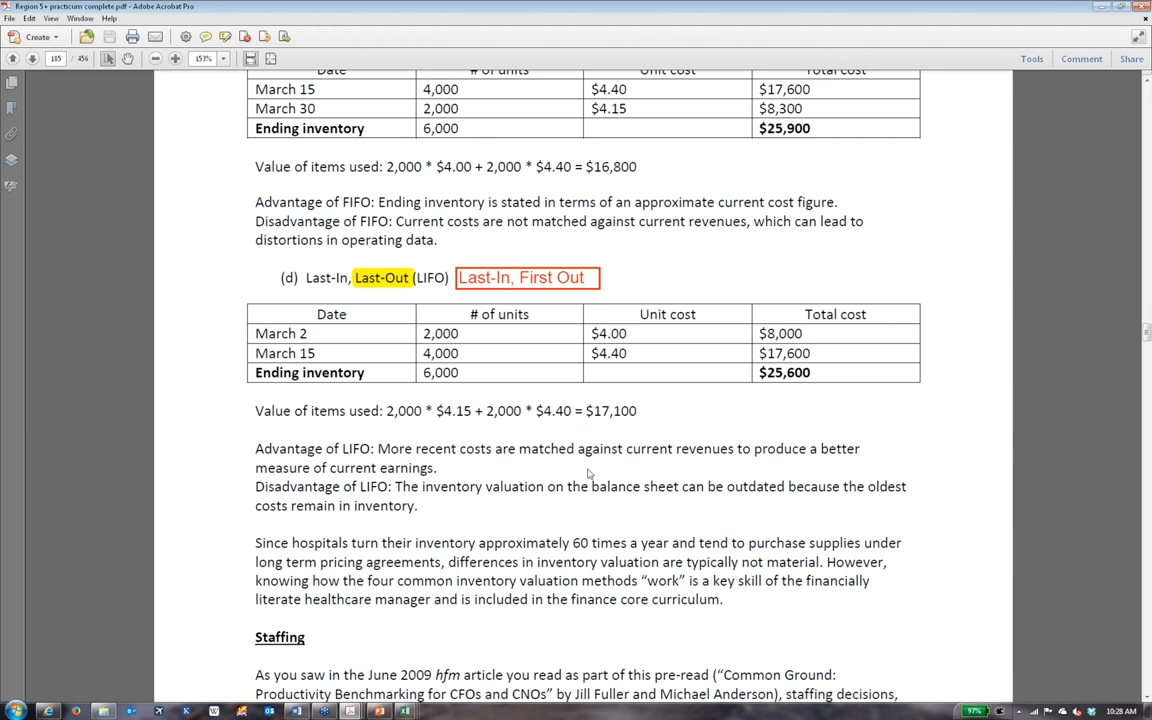 Region 5+ practicum complete.pdf - Adobe Acrobat Pro
File Edit View Window Help
Create
185 / 456 153% Tools Comment Share
Date # of units Unit cost Total cost
March 15 4,000 $4.40 $17,600
March 30 2,000 $4.15 $8,300
Ending inventory 6,000 $25,900
Value of items used: 2,000 * $4.00 + 2,000 * $4.40 = $16,800
Advantage of FIFO: Ending inventory is stated in terms of an approximate current cost figure.
Disadvantage of FIFO: Current costs are not matched against current revenues, which can lead to
distortions in operating data.
(d) Last-In, Last-Out (LIFO) Last-In, First Out
Date # of units Unit cost Total cost
March 2 2,000 $4.00 $8,000
March 15 4,000 $4.40 $17,600
Ending inventory 6,000 $25,600
Value of items used: 2,000 * $4.15 + 2,000 * $4.40 = $17,100
Advantage of LIFO: More recent costs are matched against current revenues to produce a better
measure of current earnings.
Disadvantage of LIFO: The inventory valuation on the balance sheet can be outdated because the oldest
costs remain in inventory.
Since hospitals turn their inventory approximately 60 times a year and tend to purchase supplies under
long term pricing agreements, differences in inventory valuation are typically not material. However,
knowing how the four common inventory valuation methods “work” is a key skill of the financially
literate healthcare manager and is included in the finance core curriculum.
Staffing
As you saw in the June 2009 hfm article you read as part of this pre-read (“Common Ground:
Productivity Benchmarking for CFOs and CNOs” by Jill Fuller and Michael Anderson), staffing decisions,
97% 10:28 AM